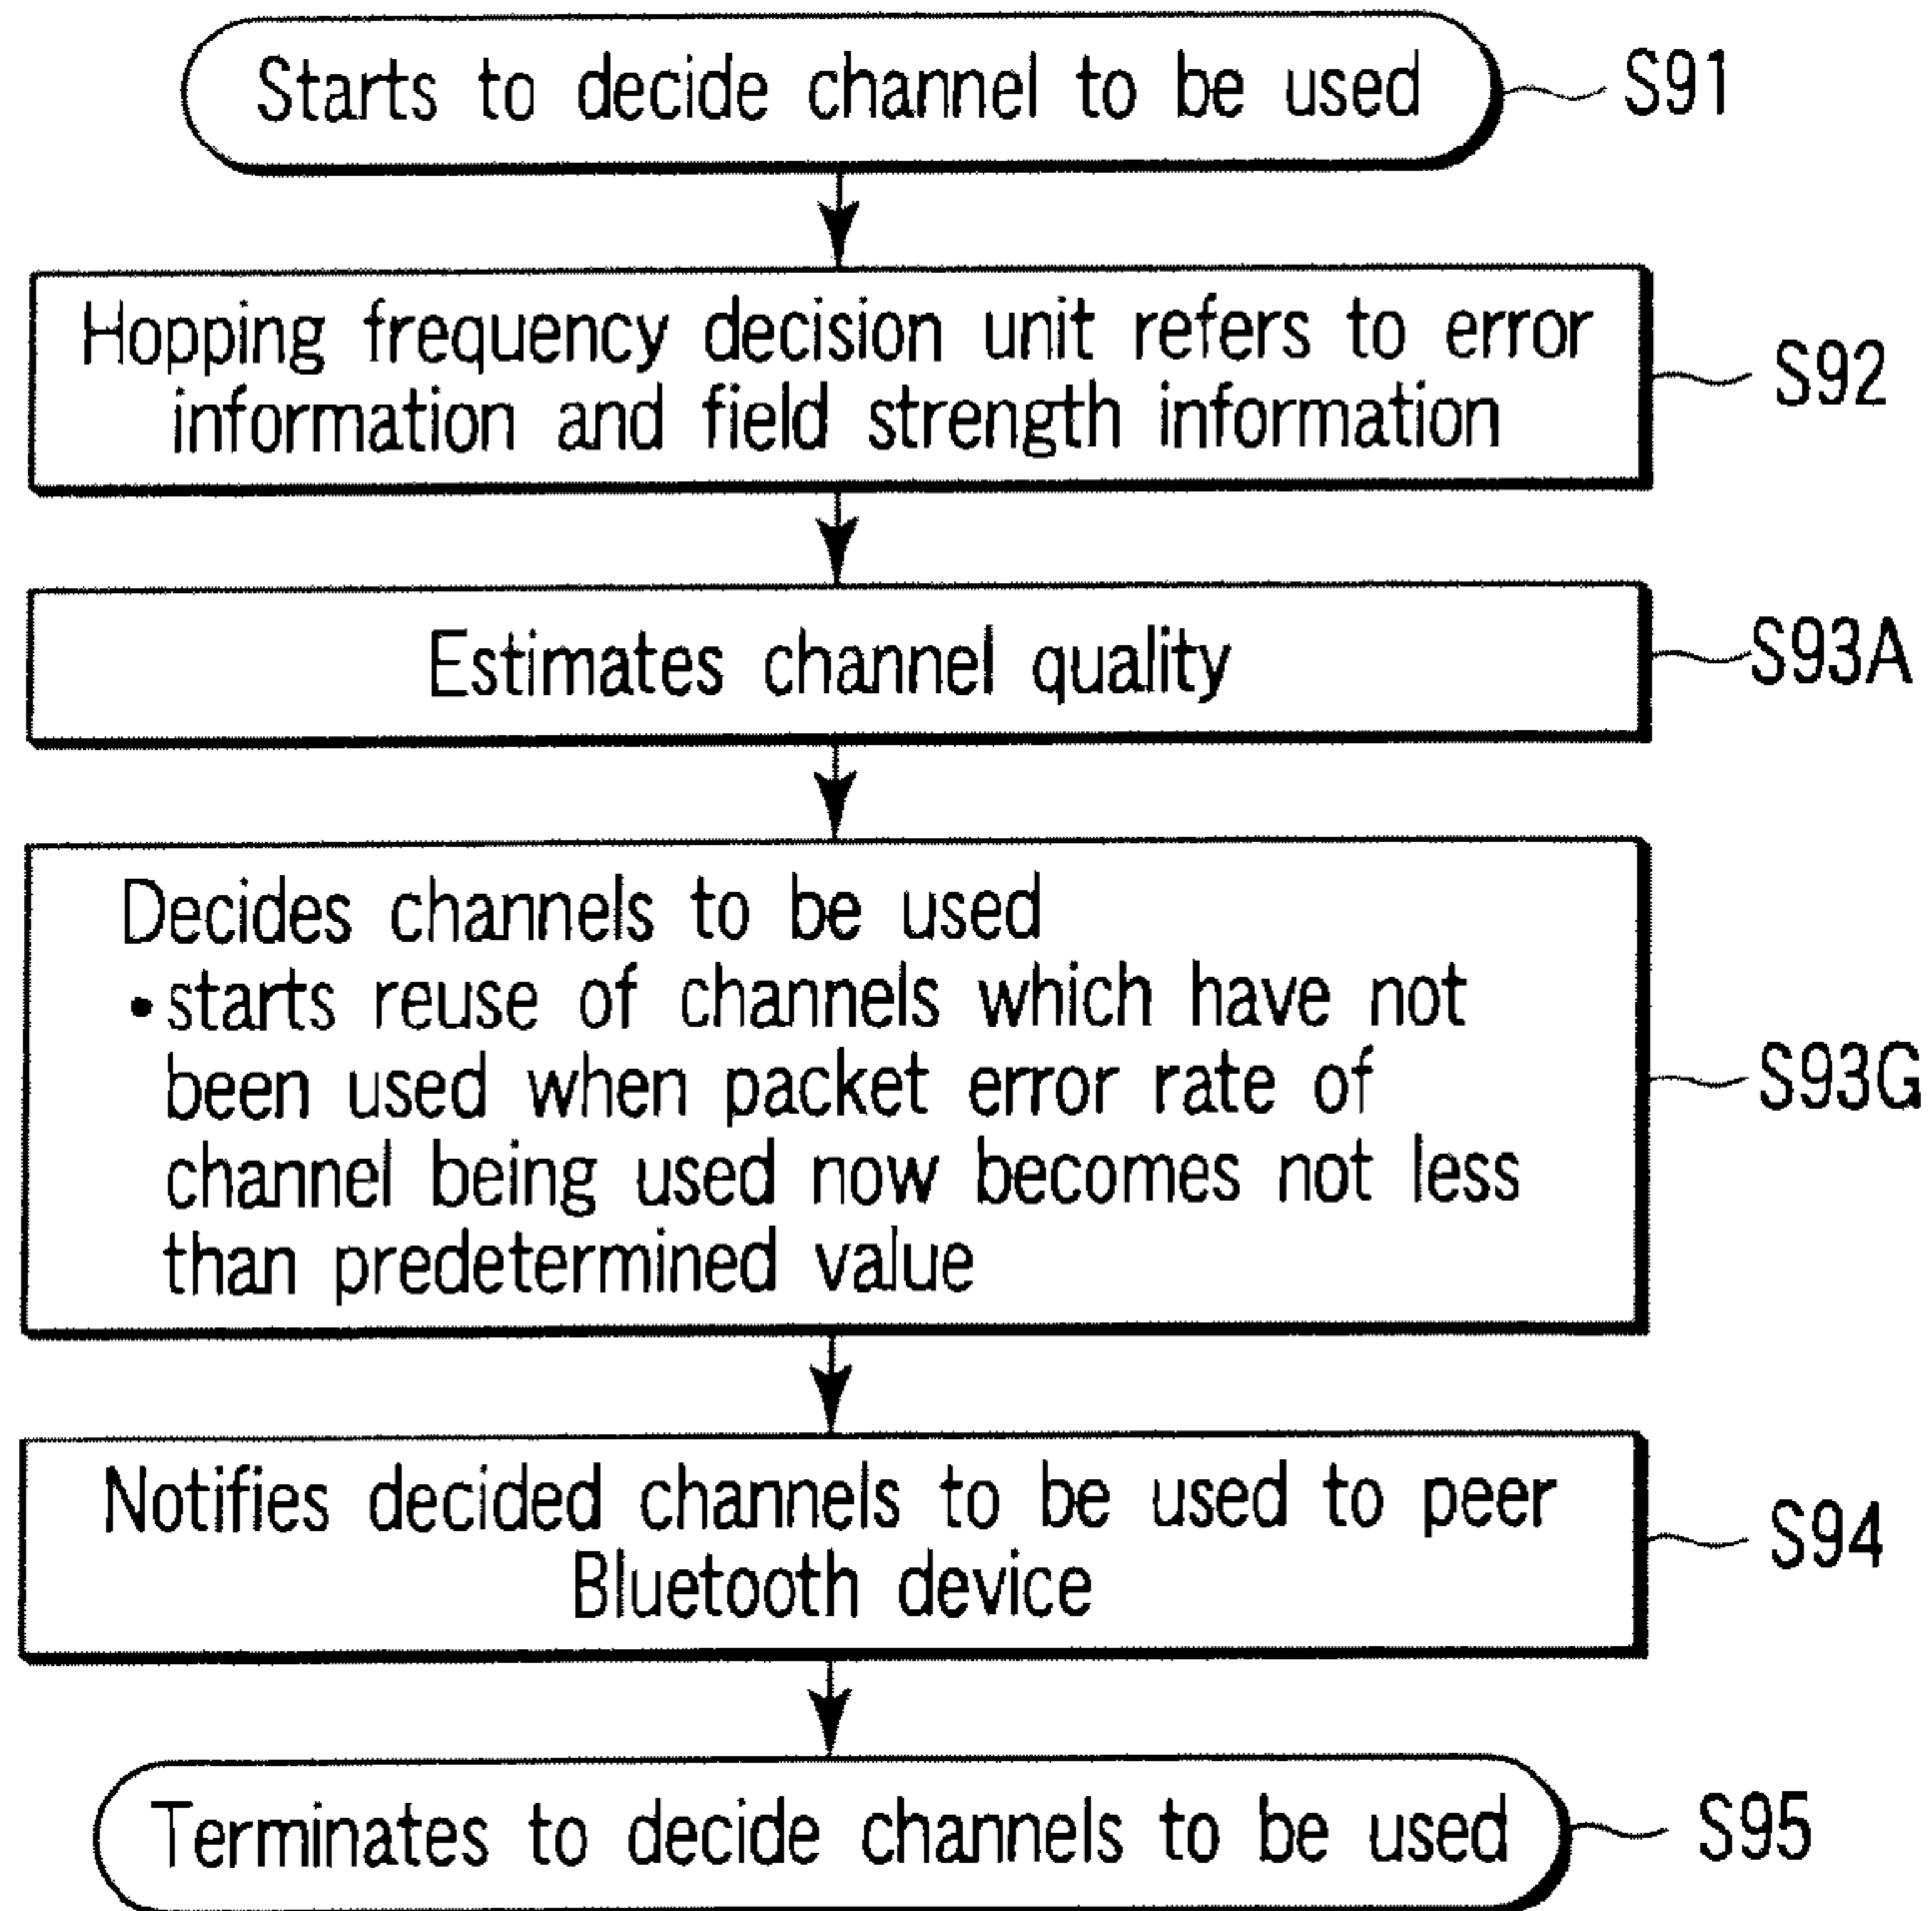 Starts to decide channel to be used
S91
Hopping frequency decision unit refers to error
information and field strength information
S92
Estimates channel quality
S93A
Decides channels to be used
•starts reuse of channels which have not
been used when packet error rate of
channel being used now becomes not less
than predetermined value
S93G
Notifies decided channels to be used to peer
Bluetooth device
S94
Terminates to decide channels to be used
S95